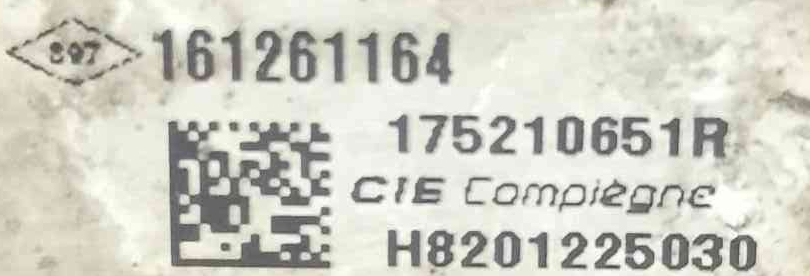 897 161261164
175210651R
CIE Compiègne
H8201225030